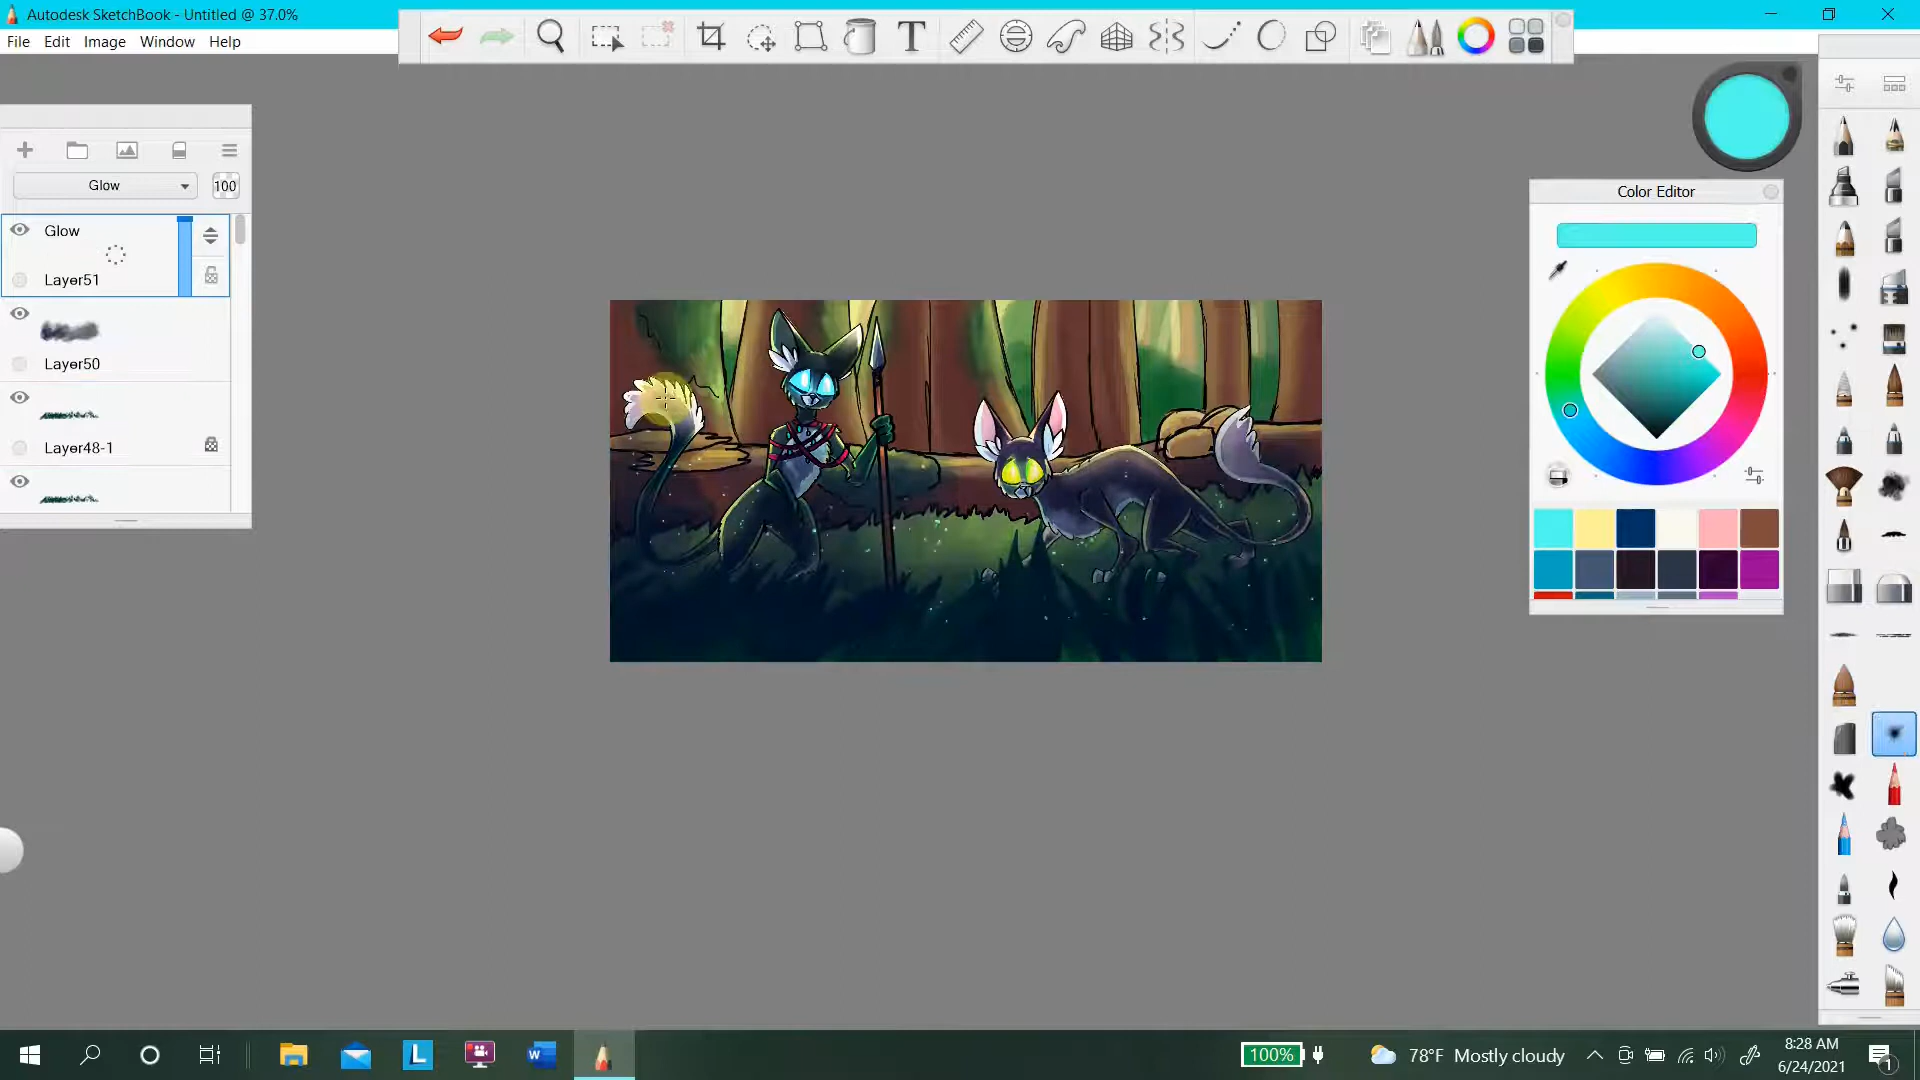 Autodesk SketchBook - Untitled @ 37.0%
File Edit Image Window Help
T
Glow
100
Glow
Layer51
Layer50
Layer48-1
Color Editor
L
W
100%
78°F Mostly cloudy
8:28 AM
6/24/2021
1